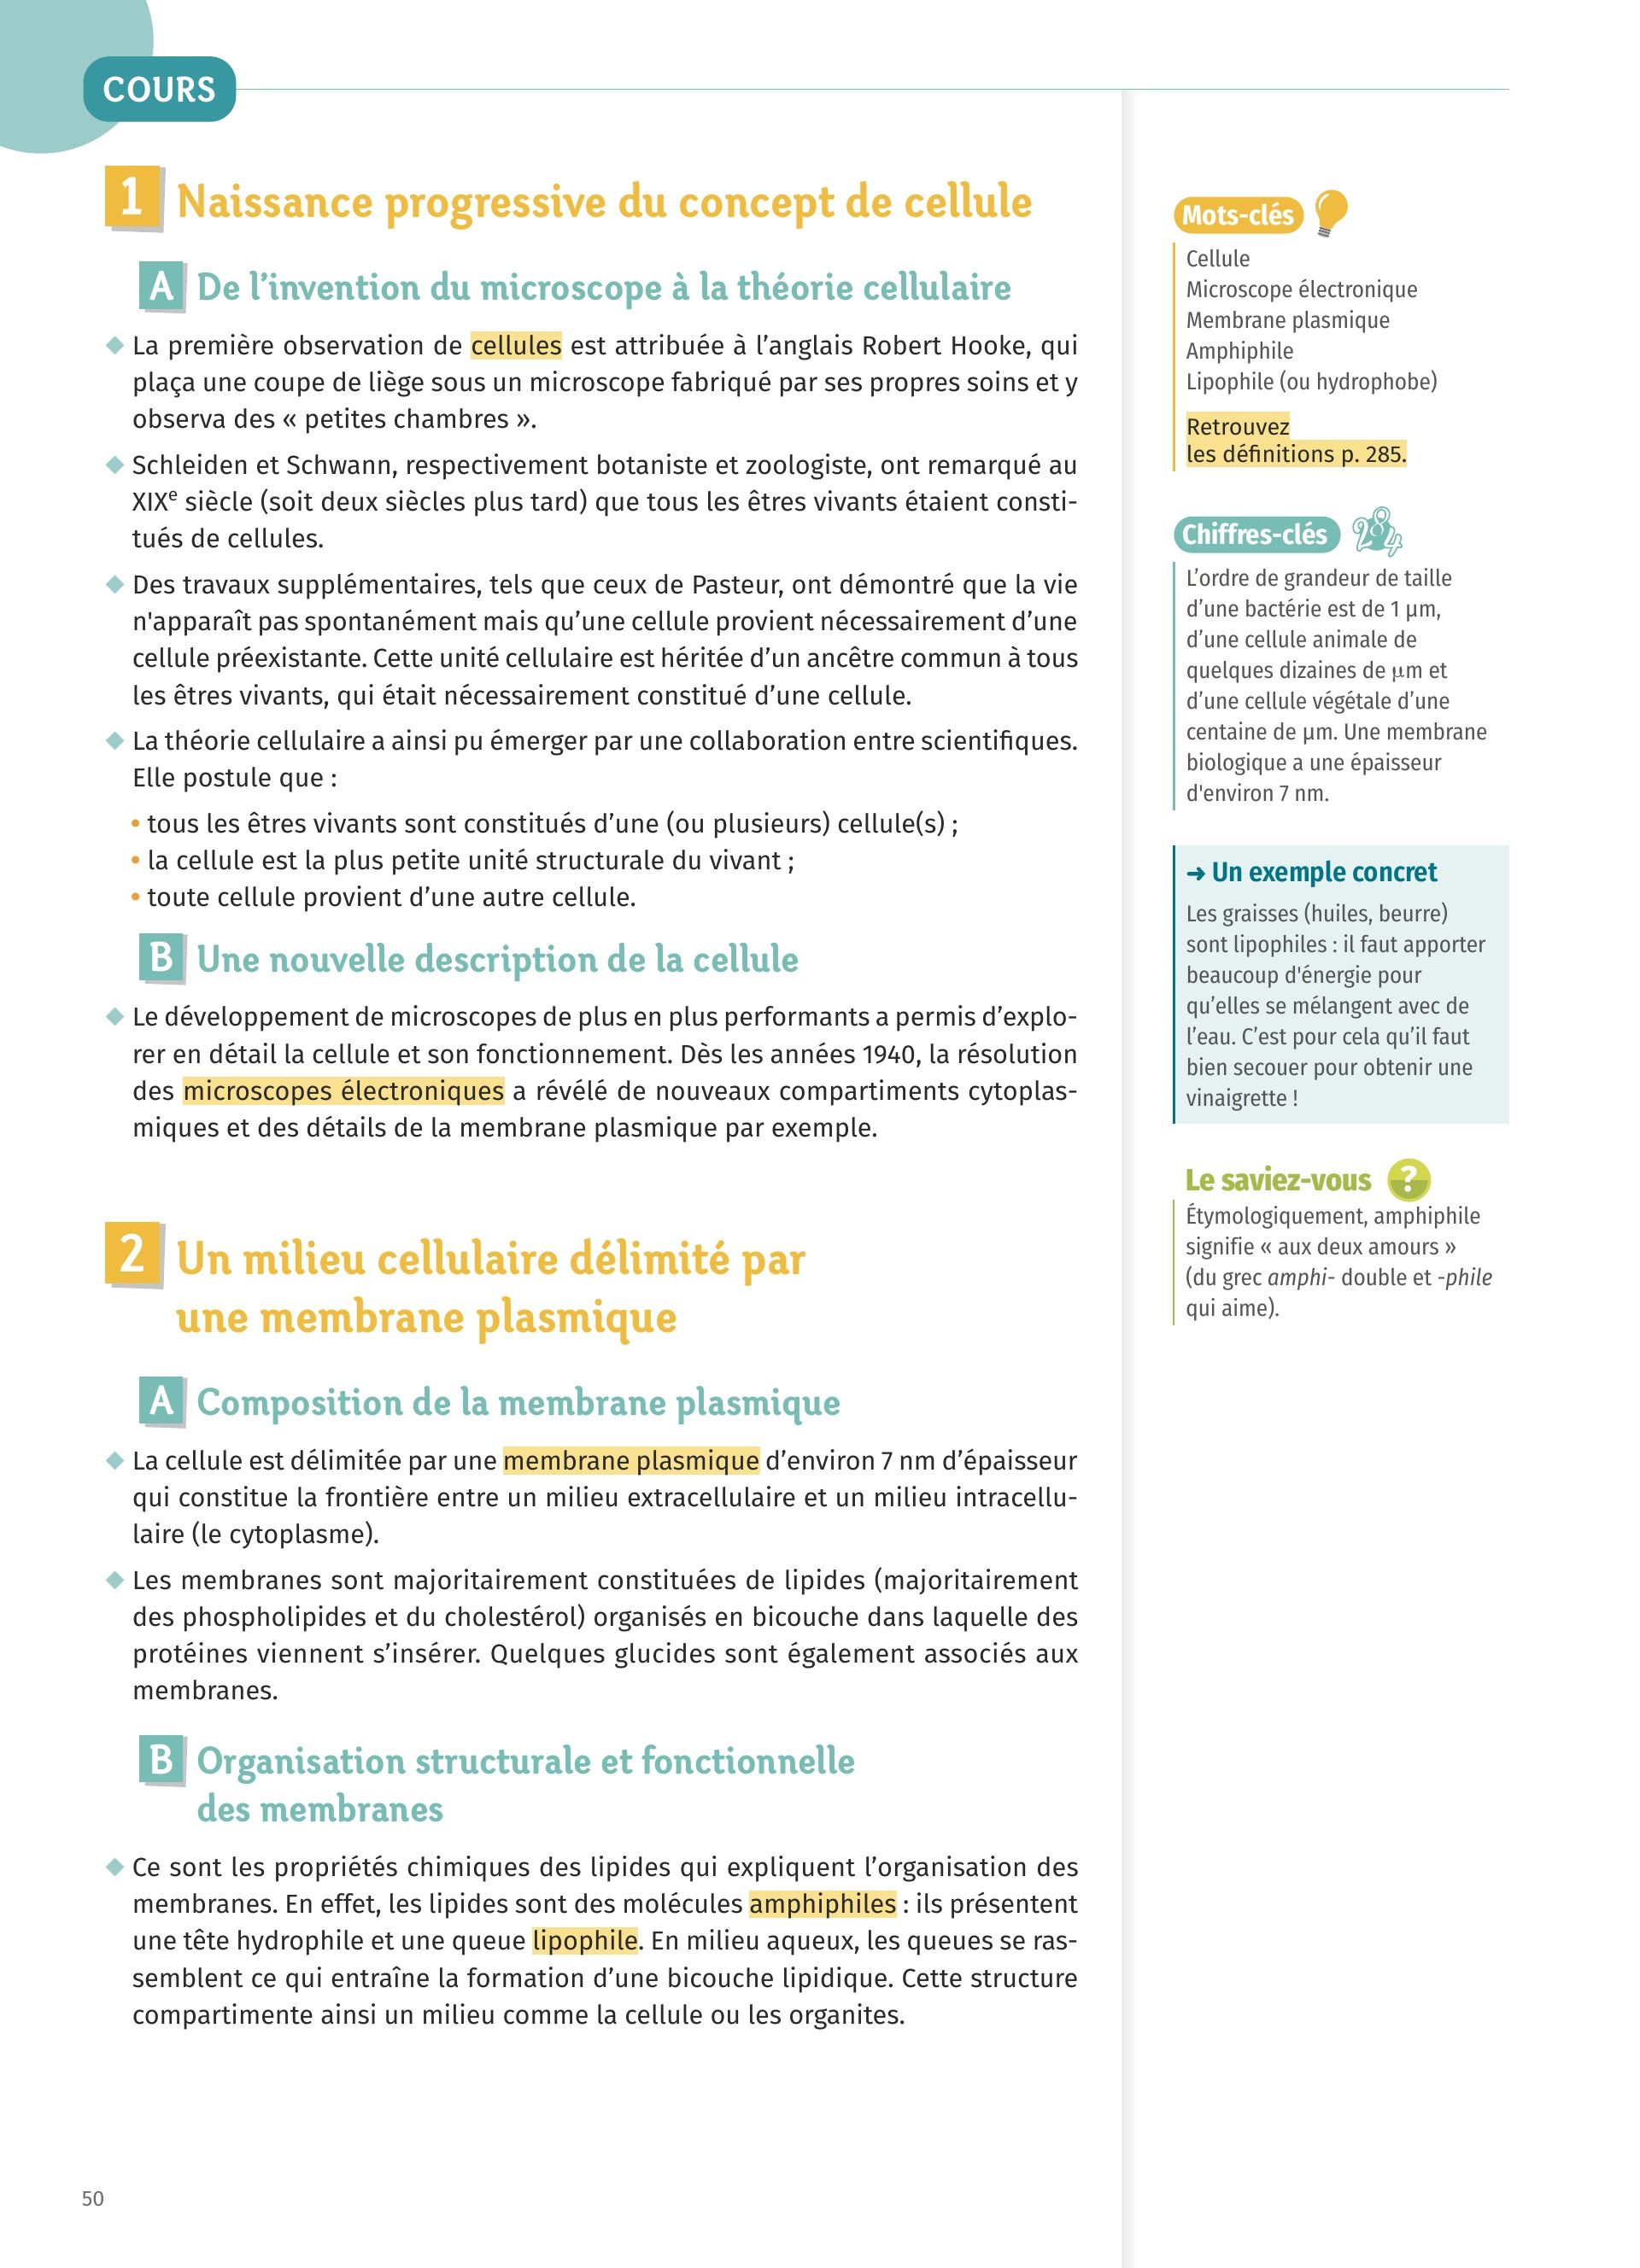 COURS
1 Naissance progressive du concept de cellule
A De l’invention du microscope à la théorie cellulaire
◆ La première observation de cellules est attribuée à l’anglais Robert Hooke, qui
plaça une coupe de liège sous un microscope fabriqué par ses propres soins et y
observa des « petites chambres ».
◆ Schleiden et Schwann, respectivement botaniste et zoologiste, ont remarqué au
XIXe siècle (soit deux siècles plus tard) que tous les êtres vivants étaient consti-
tués de cellules.
◆ Des travaux supplémentaires, tels que ceux de Pasteur, ont démontré que la vie
n'apparaît pas spontanément mais qu’une cellule provient nécessairement d’une
cellule préexistante. Cette unité cellulaire est héritée d’un ancêtre commun à tous
les êtres vivants, qui était nécessairement constitué d’une cellule.
◆ La théorie cellulaire a ainsi pu émerger par une collaboration entre scientifiques.
Elle postule que :
• tous les êtres vivants sont constitués d’une (ou plusieurs) cellule(s) ;
• la cellule est la plus petite unité structurale du vivant ;
• toute cellule provient d’une autre cellule.
B Une nouvelle description de la cellule
◆ Le développement de microscopes de plus en plus performants a permis d’explo-
rer en détail la cellule et son fonctionnement. Dès les années 1940, la résolution
des microscopes électroniques a révélé de nouveaux compartiments cytoplas-
miques et des détails de la membrane plasmique par exemple.
2 Un milieu cellulaire délimité par
une membrane plasmique
A Composition de la membrane plasmique
◆ La cellule est délimitée par une membrane plasmique d’environ 7 nm d’épaisseur
qui constitue la frontière entre un milieu extracellulaire et un milieu intracellu-
laire (le cytoplasme).
◆ Les membranes sont majoritairement constituées de lipides (majoritairement
des phospholipides et du cholestérol) organisés en bicouche dans laquelle des
protéines viennent s’insérer. Quelques glucides sont également associés aux
membranes.
B Organisation structurale et fonctionnelle
des membranes
◆ Ce sont les propriétés chimiques des lipides qui expliquent l’organisation des
membranes. En effet, les lipides sont des molécules amphiphiles : ils présentent
une tête hydrophile et une queue lipophile. En milieu aqueux, les queues se ras-
semblent ce qui entraîne la formation d’une bicouche lipidique. Cette structure
compartimente ainsi un milieu comme la cellule ou les organites.
Mots-clés
Cellule
Microscope électronique
Membrane plasmique
Amphiphile
Lipophile (ou hydrophobe)
Retrouvez
les définitions p. 285.
Chiffres-clés 284
L’ordre de grandeur de taille
d’une bactérie est de 1 µm,
d’une cellule animale de
quelques dizaines de µm et
d’une cellule végétale d’une
centaine de µm. Une membrane
biologique a une épaisseur
d'environ 7 nm.
➜ Un exemple concret
Les graisses (huiles, beurre)
sont lipophiles : il faut apporter
beaucoup d'énergie pour
qu’elles se mélangent avec de
l’eau. C’est pour cela qu’il faut
bien secouer pour obtenir une
vinaigrette !
Le saviez-vous ?
Étymologiquement, amphiphile
signifie « aux deux amours »
(du grec amphi- double et -phile
qui aime).
50